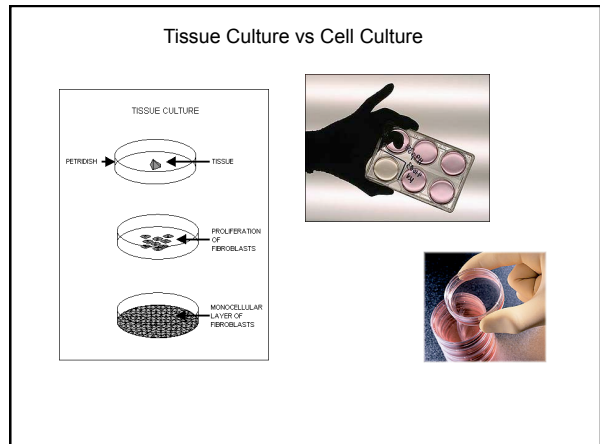 Tissue Culture vs Cell Culture
TISSUE CULTURE
PETRIDISH
TISSUE
PROLIFERATION
OF
FIBROBLASTS
MONOCELLULAR
LAYER OF
FIBROBLASTS